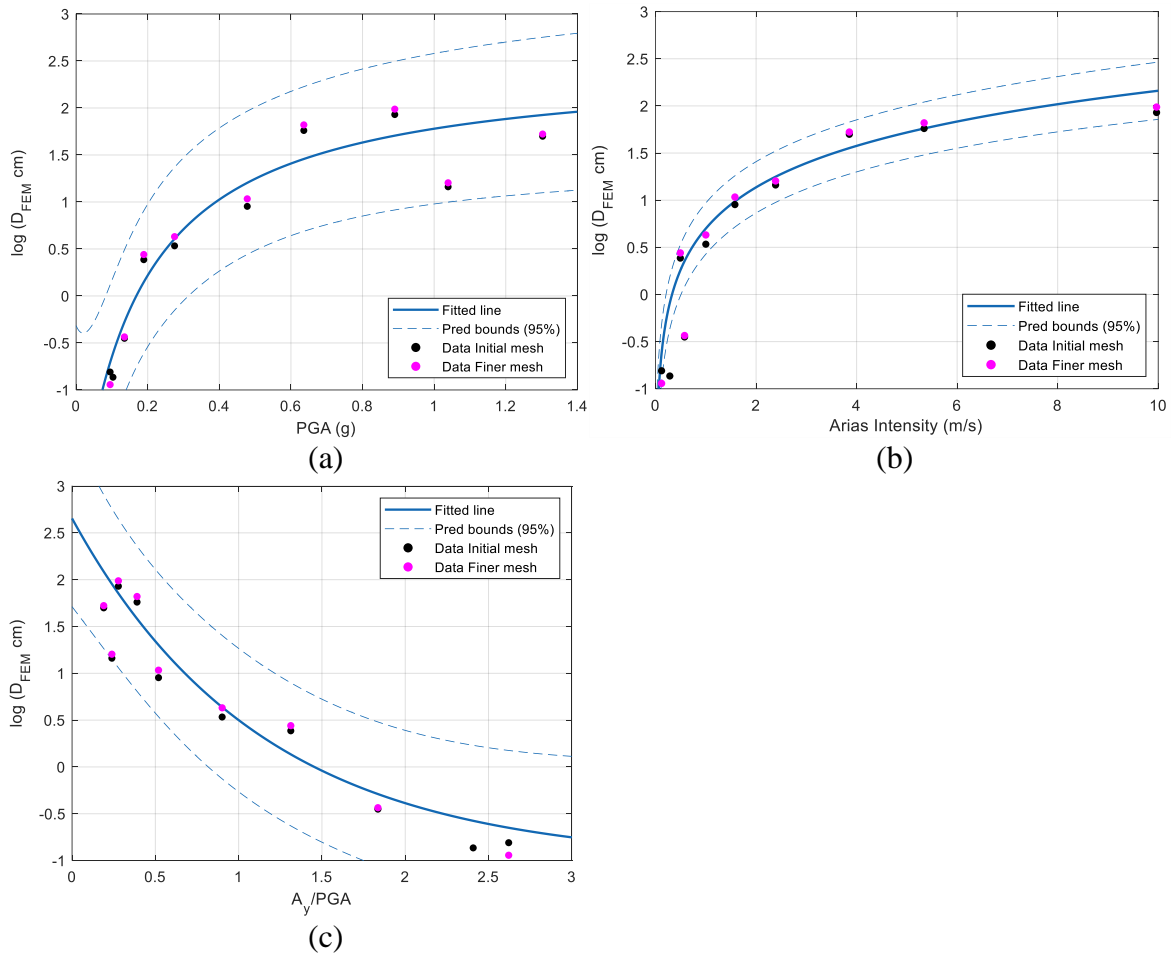 3
2.5
2
1.5
1
0.5
0
-0.5
-1
log (D_FEM cm)
Fitted line
Pred bounds (95%)
Data Initial mesh
Data Finer mesh
0 0.2 0.4 0.6 0.8 1 1.2 1.4
PGA (g)
(a)
3
2.5
2
1.5
1
0.5
0
-0.5
-1
log (D_FEM cm)
Fitted line
Pred bounds (95%)
Data Initial mesh
Data Finer mesh
0 2 4 6 8 10
Arias Intensity (m/s)
(b)
3
2.5
2
1.5
1
0.5
0
-0.5
-1
log (D_FEM cm)
Fitted line
Pred bounds (95%)
Data Initial mesh
Data Finer mesh
0 0.5 1 1.5 2 2.5 3
A_y/PGA
(c)